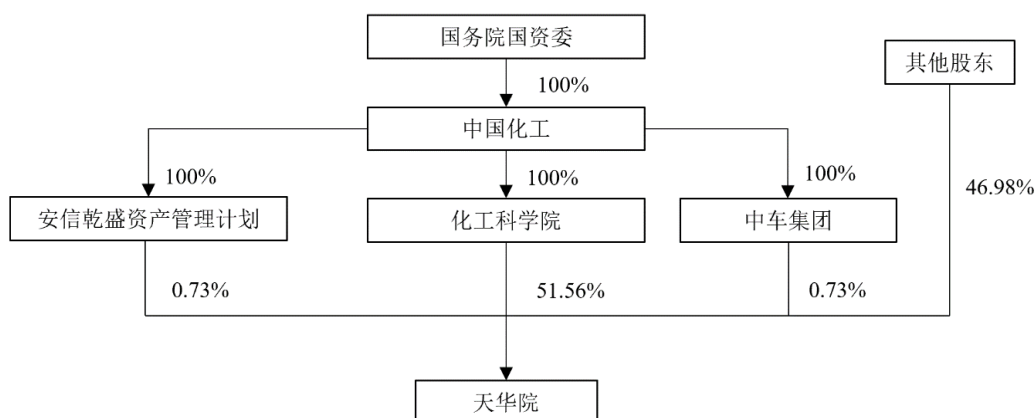 国务院国资委
其他股东
100%
中国化工
100%
100%
100%
46.98%
安信乾盛资产管理计划
化工科学院
中车集团
0.73%
51.56%
0.73%
天华院